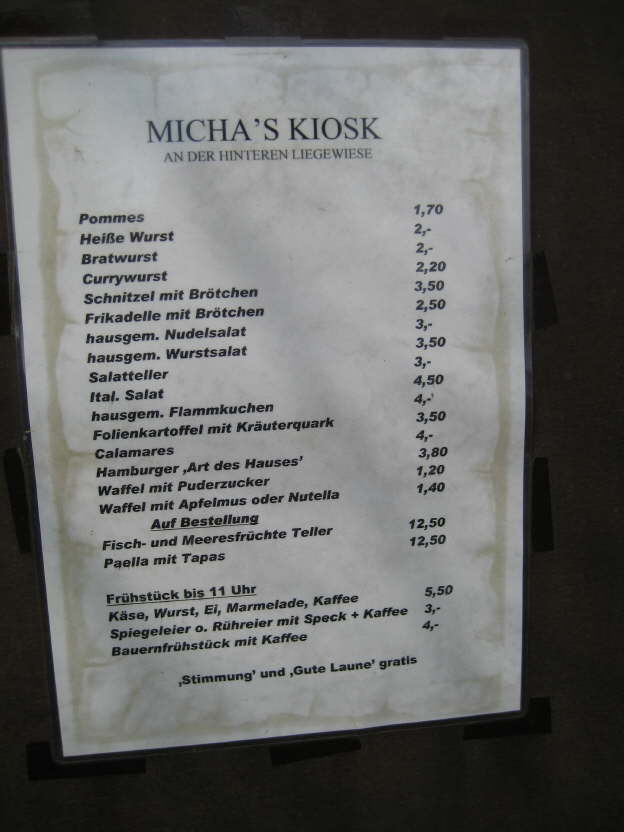 MICHA'S KIOSK
AN DER HINTEREN LIEGEWIESE
Pommes 1,70
Heiße Wurst 2,-
Bratwurst 2,-
Currywurst 2,20
Schnitzel mit Brötchen 3,50
Frikadelle mit Brötchen 2,50
hausgem. Nudelsalat 3,-
hausgem. Wurstsalat 3,50
Salatteller 3,-
Ital. Salat 4,50
hausgem. Flammkuchen 4,-
Folienkartoffel mit Kräuterquark 3,50
Calamares 4,-
Hamburger ‚Art des Hauses' 3,80
Waffel mit Puderzucker 1,20
Waffel mit Apfelmus oder Nutella 1,40
Auf Bestellung
Fisch- und Meeresfrüchte Teller 12,50
Paella mit Tapas 12,50
Frühstück bis 11 Uhr
Käse, Wurst, Ei, Marmelade, Kaffee 5,50
Spiegeleier o. Rühreier mit Speck + Kaffee 3,-
Bauernfrühstück mit Kaffee 4,-
‚Stimmung' und ‚Gute Laune' gratis